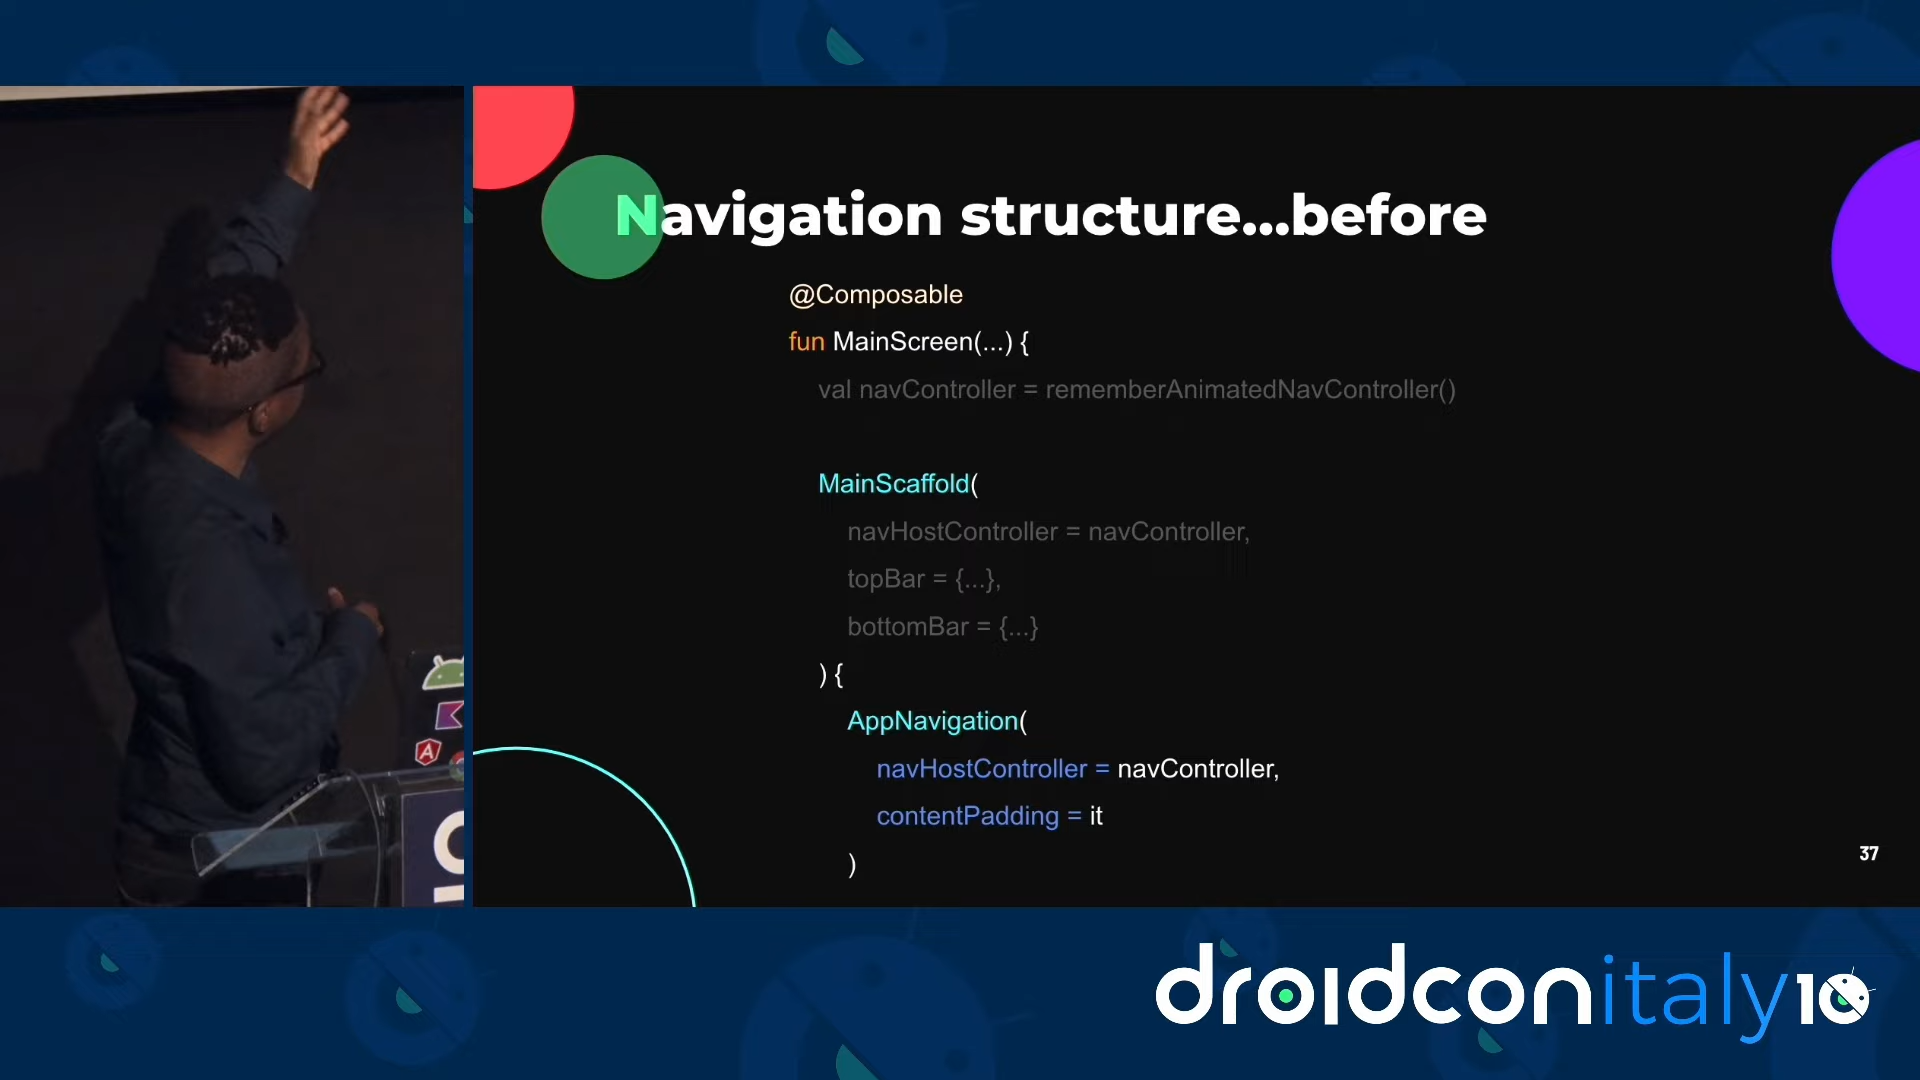 Navigation structure...before
@Composable
fun MainScreen(...) {
val navController = rememberAnimatedNavController()
MainScaffold(
navHostController = navController,
topBar = {...},
bottomBar = {...}
) {
AppNavigation(
navHostController = navController,
contentPadding = it
)
37
droidconitaly10